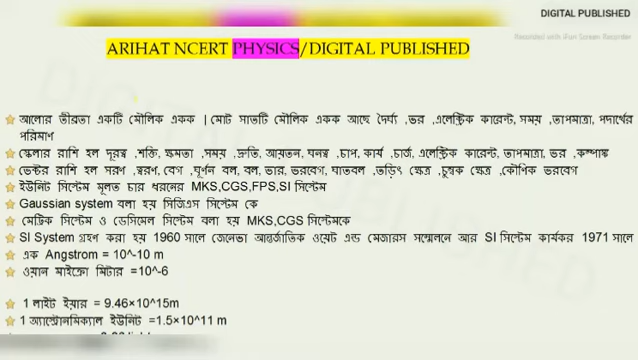 DIGITAL PUBLISHED
Recorded with iFun Screen Recorder
ARIHAT NCERT PHYSICS/DIGITAL PUBLISHED
আলোর তীব্রতা একটি মৌলিক একক | মোট সাতটি মৌলিক একক আছে দৈর্ঘ্য ,ভর ,এলেক্ট্রিক কারেন্ট, সময় ,তাপমাত্রা, পদার্থের
পরিমাণ
স্কেলার রাশি হল দূরত্ব ,শক্তি, ক্ষমতা ,সময় ,দ্রুতি, আয়তন, ঘনত্ব ,চাপ, কার্য ,চার্জ, এলেক্ট্রিক কারেন্ট, তাপমাত্রা, ভর ,কম্পাঙ্ক
ভেক্টর রাশি হল সরণ ,ত্বরণ, বেগ ,ঘূর্ণন বল, বল, ভার, ভরবেগ, ঘাতবল ,তড়িৎ ক্ষেত্র ,চুম্বক ক্ষেত্র ,কৌণিক ভরবেগ
ইউনিট সিস্টেম মূলত চার ধরনের MKS,CGS,FPS,SI সিস্টেম
Gaussian system বলা হয় সিজিএস সিস্টেম কে
মেট্রিক সিস্টেম ও ডেসিমেল সিস্টেম বলা হয় MKS,CGS সিস্টেমকে
SI System গ্রহণ করা হয় 1960 সালে জেনেভা আন্তর্জাতিক ওয়েট এন্ড মেজারস সম্মেলনে আর SI সিস্টেম কার্যকর 1971 সালে
এক Angstrom = 10^-10 m
ওয়ান মাইক্রো মিটার =10^-6
1 লাইট ইয়ার = 9.46×10^15m
1 অ্যাস্ট্রোনমিক্যাল ইউনিট =1.5×10^11 m